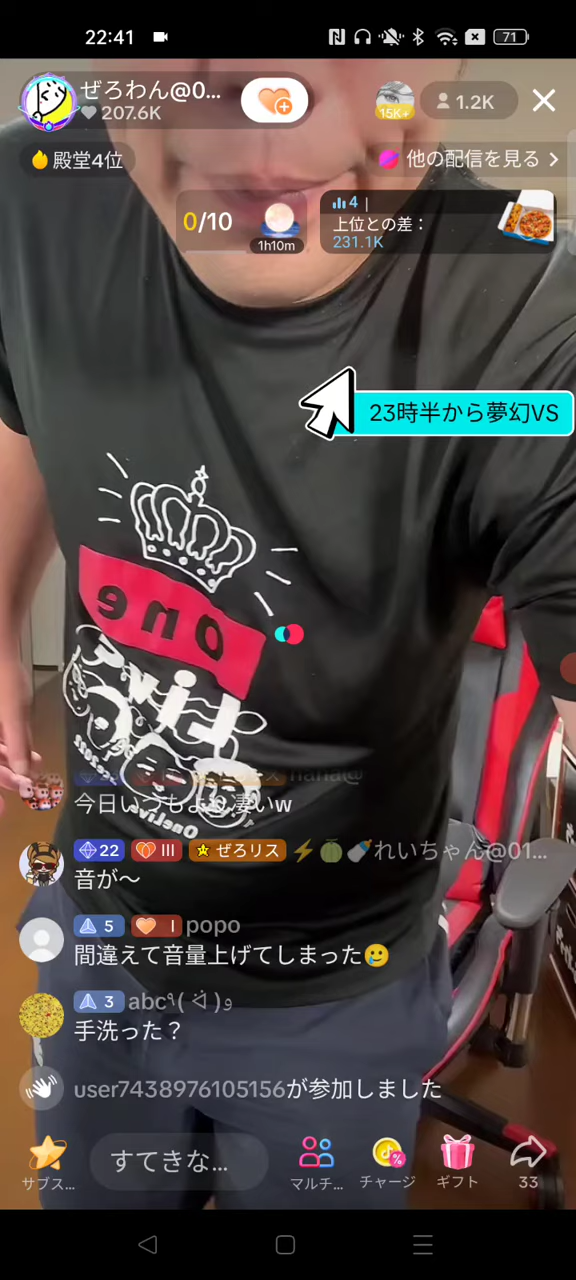 22:41
71
ぜろわん@0...
207.6K
15K+
1.2K
殿堂4位
他の配信を見る
0/10
1h10m
4
上位との差：
231.1K
23時半から夢幻VS
One
Live
OneLive
今日いつもより凄いw
22 III ぜろリス れいちゃん@01...
音が〜
5 I popo
間違えて音量上げてしまった🥲
3 abc
手洗った？
user7438976105156が参加しました
サブス...
すてきな...
マルチ...
チャージ
ギフト
33